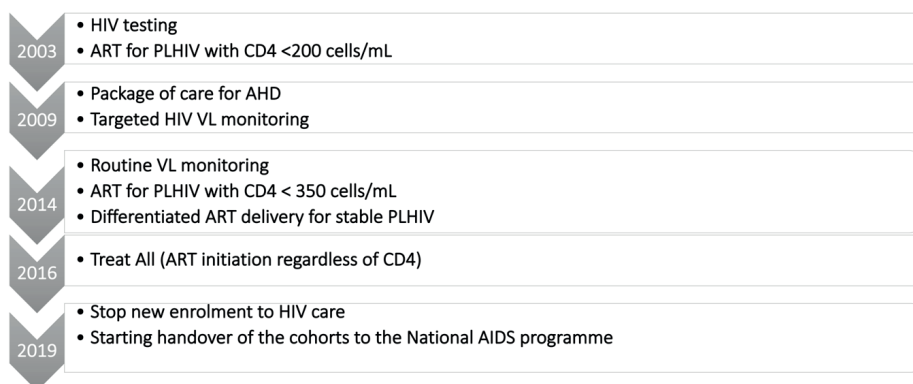 2003
• HIV testing
• ART for PLHIV with CD4 <200 cells/mL
2009
• Package of care for AHD
• Targeted HIV VL monitoring
2014
• Routine VL monitoring
• ART for PLHIV with CD4 < 350 cells/mL
• Differentiated ART delivery for stable PLHIV
2016
• Treat All (ART initiation regardless of CD4)
2019
• Stop new enrolment to HIV care
• Starting handover of the cohorts to the National AIDS programme